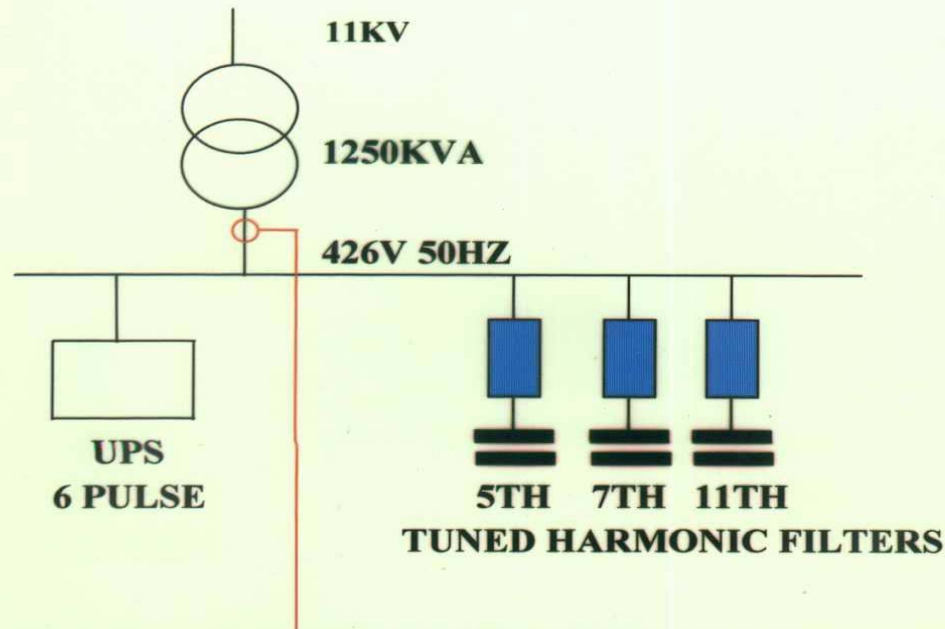 11KV
1250KVA
426V 50HZ
UPS
6 PULSE
5TH 7TH 11TH
TUNED HARMONIC FILTERS